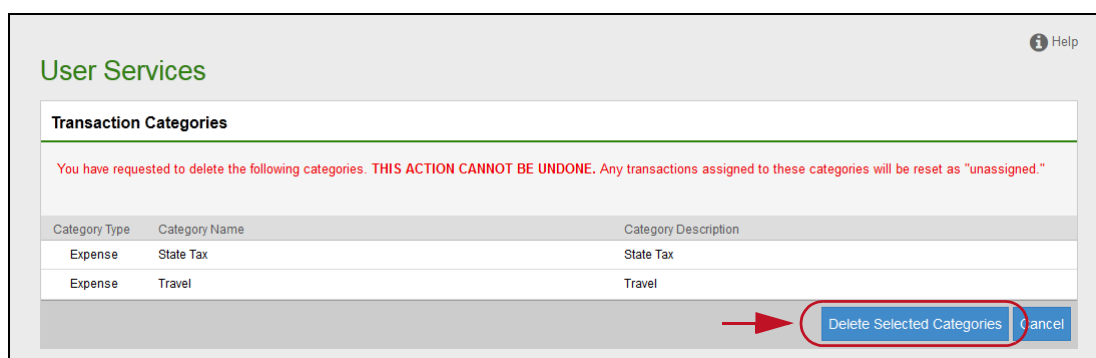 Help
User Services
Transaction Categories
You have requested to delete the following categories. THIS ACTION CANNOT BE UNDONE. Any transactions assigned to these categories will be reset as "unassigned."
Category Type Category Name Category Description
Expense State Tax State Tax
Expense Travel Travel
Delete Selected Categories Cancel